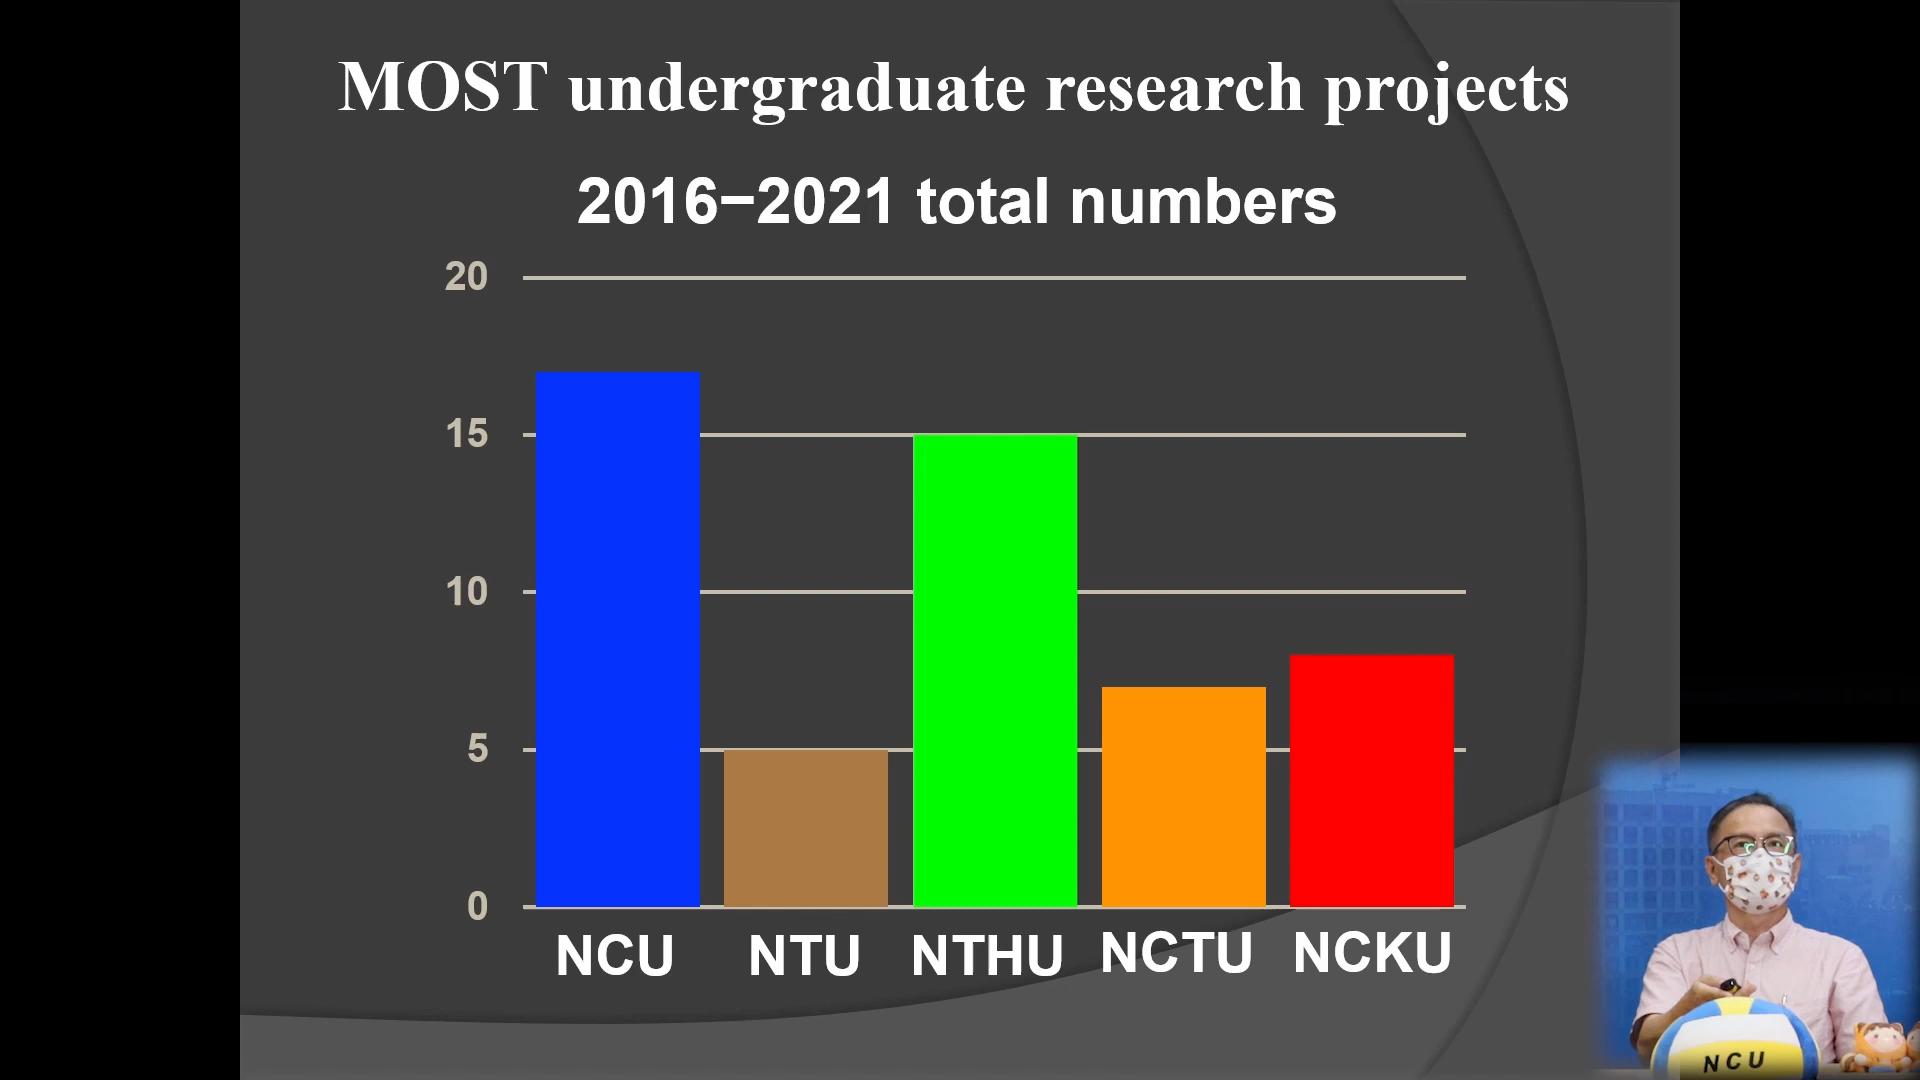 MOST undergraduate research projects
2016−2021 total numbers
20
15
10
5
0
NCU NTU NTHU NCTU NCKU
NCU